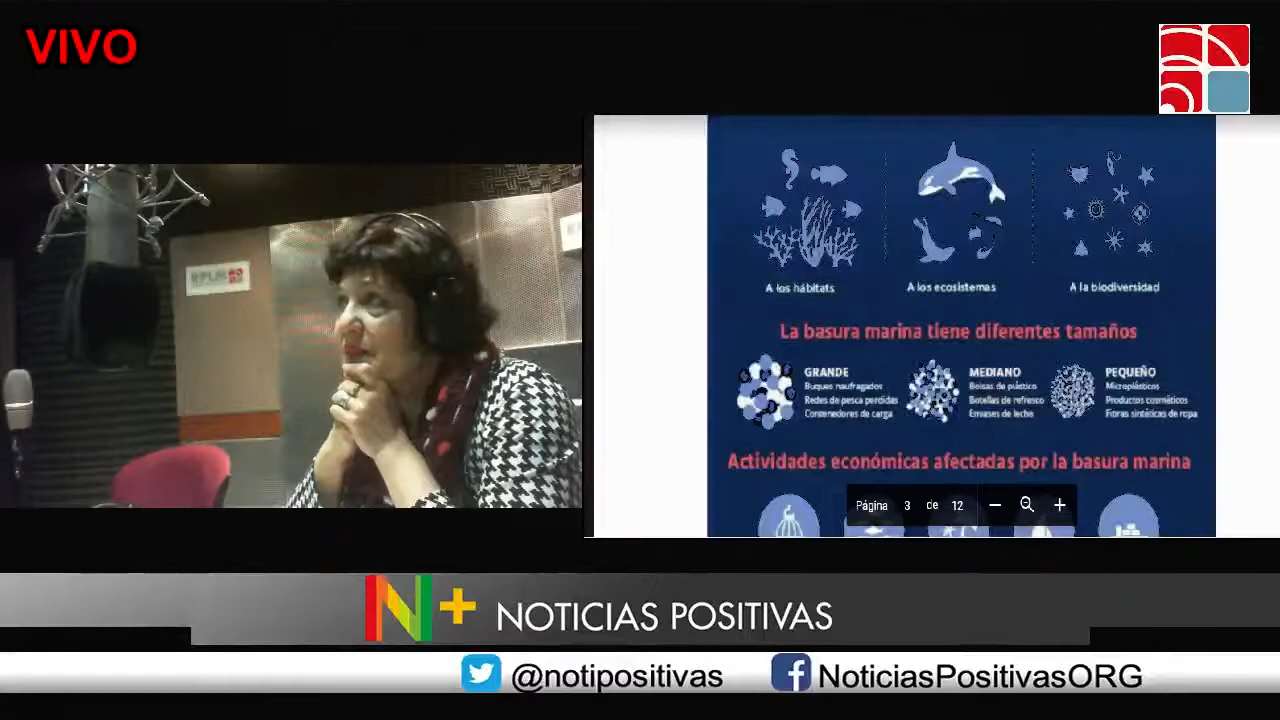 VIVO
A los hábitats
A los ecosistemas
A la biodiversidad
La basura marina tiene diferentes tamaños
GRANDE
Buques naufragados
Redes de pesca perdidas
Contenedores de carga
MEDIANO
Bolsas de plástico
Botellas de refresco
Envases de leche
PEQUEÑO
Microplásticos
Productos cosméticos
Fibras sintéticas de ropa
Actividades económicas afectadas por la basura marina
Página 3 de 12
N+ NOTICIAS POSITIVAS
@notipositivas
NoticiasPositivasORG